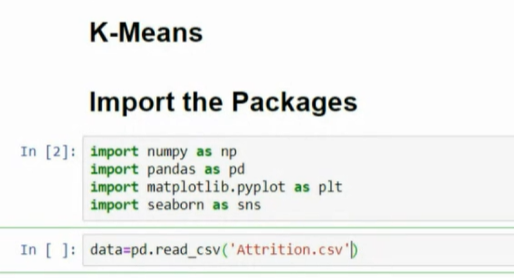 K-Means
Import the Packages
In [2]: import numpy as np
import pandas as pd
import matplotlib.pyplot as plt
import seaborn as sns
In [ ]: data=pd.read_csv('Attrition.csv')